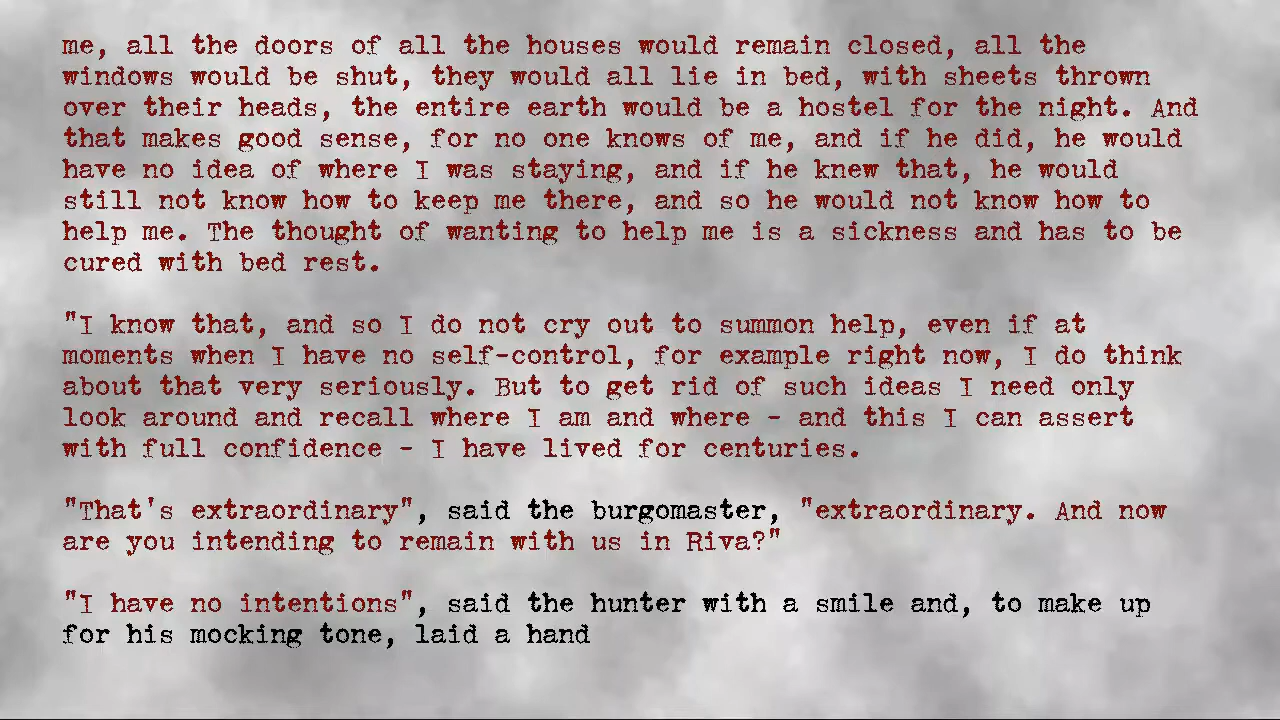 me, all the doors of all the houses would remain closed, all the
windows would be shut, they would all lie in bed, with sheets thrown
over their heads, the entire earth would be a hostel for the night. And
that makes good sense, for no one knows of me, and if he did, he would
have no idea of where I was staying, and if he knew that, he would
still not know how to keep me there, and so he would not know how to
help me. The thought of wanting to help me is a sickness and has to be
cured with bed rest.
"I know that, and so I do not cry out to summon help, even if at
moments when I have no self-control, for example right now, I do think
about that very seriously. But to get rid of such ideas I need only
look around and recall where I am and where - and this I can assert
with full confidence - I have lived for centuries.
"That's extraordinary", said the burgomaster, "extraordinary. And now
are you intending to remain with us in Riva?"
"I have no intentions", said the hunter with a smile and, to make up
for his mocking tone, laid a hand